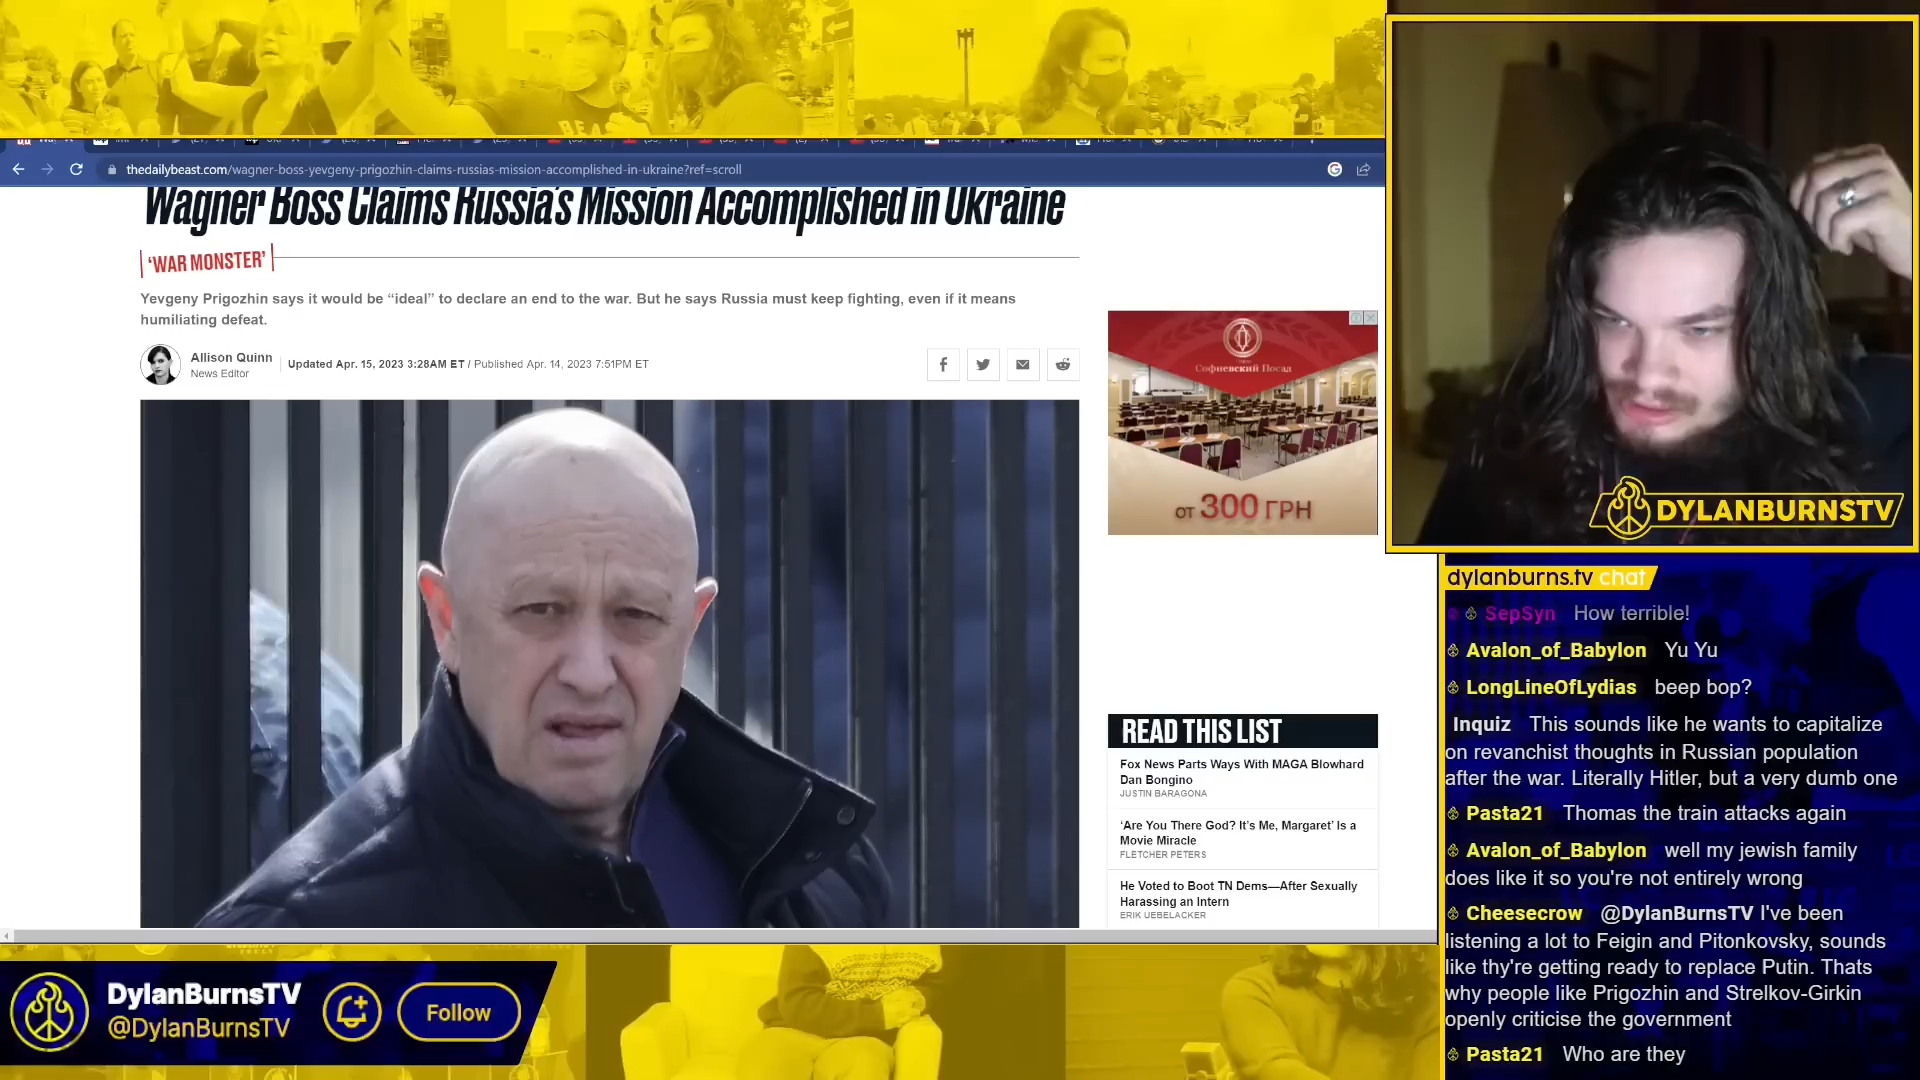 thedailybeast.com/wagner-boss-yevgeny-prigozhin-claims-russias-mission-accomplished-in-ukraine?ref=scroll
Wagner Boss Claims Russia's Mission Accomplished in Ukraine
'WAR MONSTER'
Yevgeny Prigozhin says it would be “ideal” to declare an end to the war. But he says Russia must keep fighting, even if it means
humiliating defeat.
Allison Quinn
News Editor
Updated Apr. 15, 2023 3:28AM ET / Published Apr. 14, 2023 7:51PM ET
Софиевский Посад
от 300 ГРН
READ THIS LIST
Fox News Parts Ways With MAGA Blowhard
Dan Bongino
JUSTIN BARAGONA
‘Are You There God? It’s Me, Margaret’ Is a
Movie Miracle
FLETCHER PETERS
He Voted to Boot TN Dems—After Sexually
Harassing an Intern
ERIK UEBELACKER
DYLANBURNSTV
dylanburns.tv chat
SepSyn How terrible!
Avalon_of_Babylon Yu Yu
LongLineOfLydias beep bop?
Inquiz This sounds like he wants to capitalize
on revanchist thoughts in Russian population
after the war. Literally Hitler, but a very dumb one
Pasta21 Thomas the train attacks again
Avalon_of_Babylon well my jewish family
does like it so you're not entirely wrong
Cheesecrow @DylanBurnsTV I've been
listening a lot to Feigin and Pitonkovsky, sounds
like thy're getting ready to replace Putin. Thats
why people like Prigozhin and Strelkov-Girkin
openly criticise the government
Pasta21 Who are they
DylanBurnsTV
@DylanBurnsTV
Follow